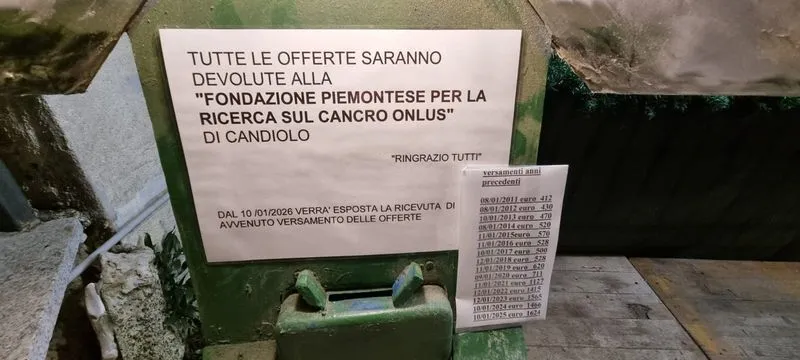 TUTTE LE OFFERTE SARANNO
DEVOLUTE ALLA
"FONDAZIONE PIEMONTESE PER LA
RICERCA SUL CANCRO ONLUS"
DI CANDIOLO
"RINGRAZIO TUTTI"
DAL 10 /01/2026 VERRA' ESPOSTA LA RICEVUTA DI
AVVENUTO VERSAMENTO DELLE OFFERTE
versamenti anni
precedenti
08/01/2011 euro 412
08/01/2012 euro 430
10/01/2013 euro 470
08/01/2014 euro 520
11/01/2015euro 570
11/01/2016 euro 528
10/01/2017 euro 500
12/01/2018 euro 528
11/01/2019 euro 620
09/01/2020 euro 711
11/01/2021 euro 1127
12/01/2022 euro 1415
12/01/2023 euro 1565
10/01/2024 euro 1466
10/01/2025 euro 1624